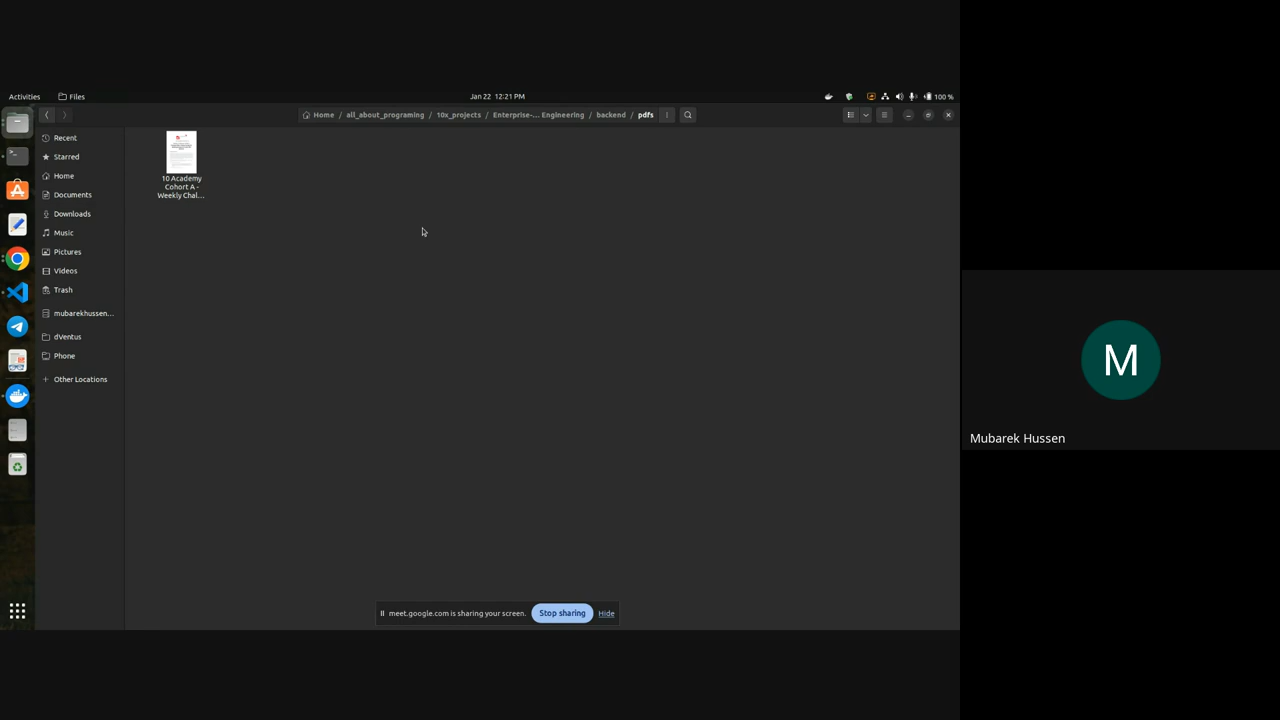 Activities
Files
Jan 22 12:21 PM
100 %
Home / all_about_programing / 10x_projects / Enterprise-... Engineering / backend / pdfs
Recent
Starred
Home
Documents
Downloads
Music
Pictures
Videos
Trash
mubarekhussen...
dVentus
Phone
+ Other Locations
10 Academy
Cohort A -
Weekly Chal...
M
Mubarek Hussen
meet.google.com is sharing your screen.
Stop sharing
Hide